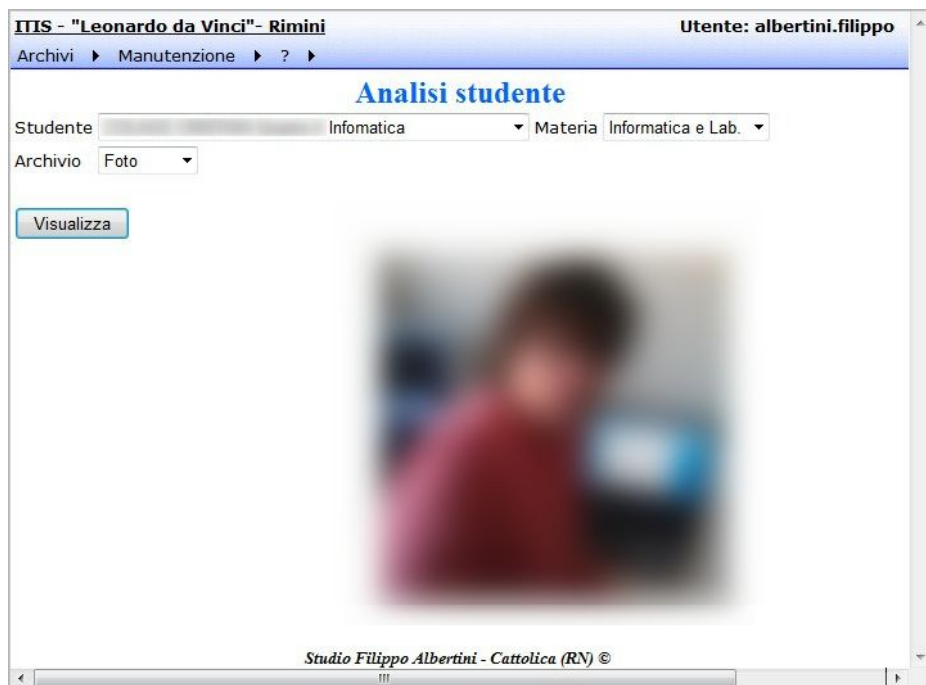 ITIS - "Leonardo da Vinci"- Rimini Utente: albertini.filippo
Archivi Manutenzione ?
Analisi studente
Studente Infomatica Materia Informatica e Lab.
Archivio Foto
Visualizza
Studio Filippo Albertini - Cattolica (RN) ©